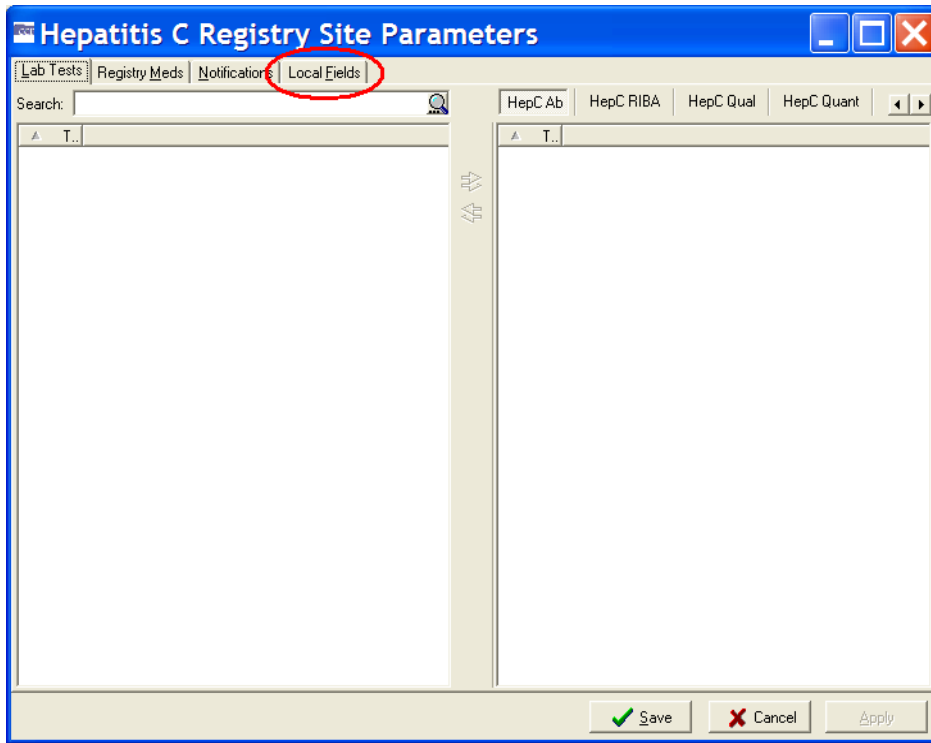 Hepatitis C Registry Site Parameters
Lab Tests Registry Meds Notifications Local Fields
Search: HepC Ab HepC RIBA HepC Qual HepC Quant
T.. T..
Save Cancel Apply